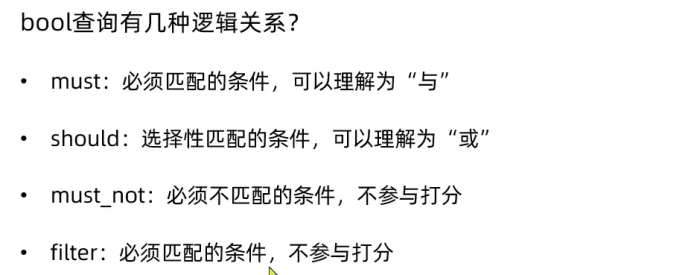 bool查询有几种逻辑关系？
• must：必须匹配的条件，可以理解为“与”
• should：选择性匹配的条件，可以理解为“或”
• must_not：必须不匹配的条件，不参与打分
• filter：必须匹配的条件，不参与打分